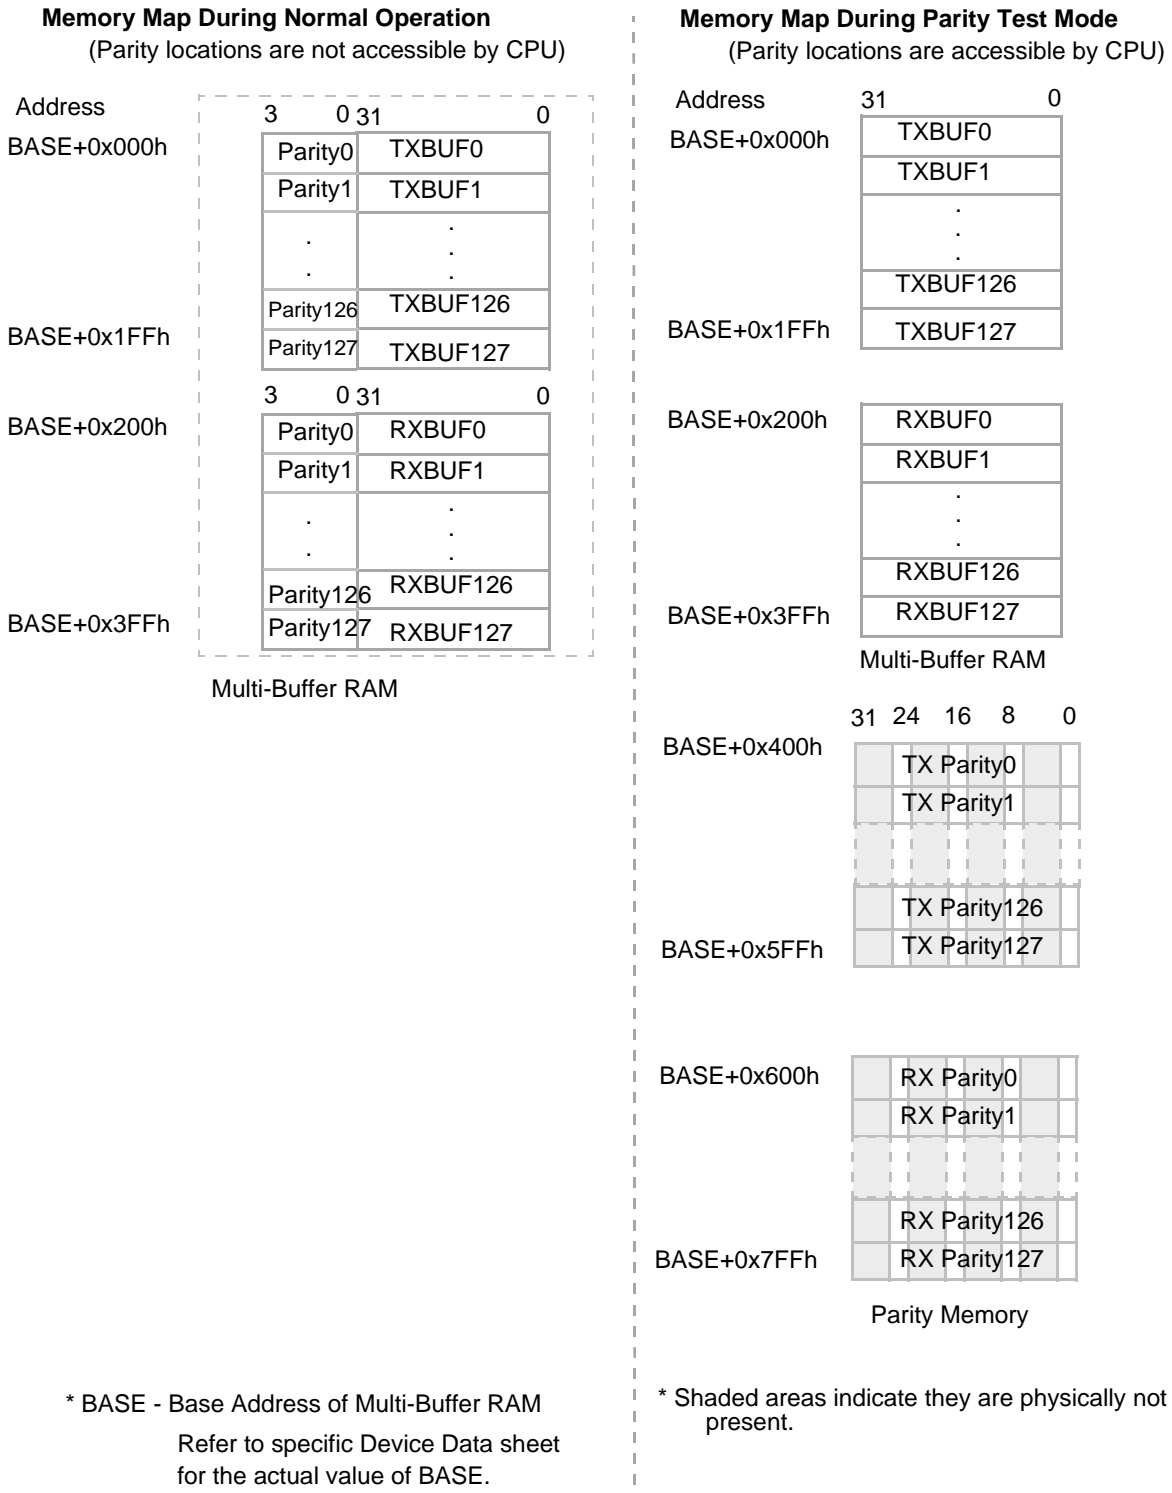 Memory Map During Normal Operation
(Parity locations are not accessible by CPU)
Address
3 0 31 0
BASE+0x000h
Parity0 TXBUF0
Parity1 TXBUF1
. .
. .
.
Parity126 TXBUF126
BASE+0x1FFh
Parity127 TXBUF127
3 0 31 0
BASE+0x200h
Parity0 RXBUF0
Parity1 RXBUF1
. .
. .
.
Parity126 RXBUF126
BASE+0x3FFh
Parity127 RXBUF127
Multi-Buffer RAM
* BASE - Base Address of Multi-Buffer RAM
Refer to specific Device Data sheet
for the actual value of BASE.
Memory Map During Parity Test Mode
(Parity locations are accessible by CPU)
Address 31 0
BASE+0x000h TXBUF0
TXBUF1
.
.
.
TXBUF126
BASE+0x1FFh TXBUF127
BASE+0x200h RXBUF0
RXBUF1
.
.
.
RXBUF126
BASE+0x3FFh RXBUF127
Multi-Buffer RAM
31 24 16 8 0
BASE+0x400h
TX Parity0
TX Parity1
TX Parity126
BASE+0x5FFh TX Parity127
BASE+0x600h RX Parity0
RX Parity1
RX Parity126
BASE+0x7FFh RX Parity127
Parity Memory
* Shaded areas indicate they are physically not
present.